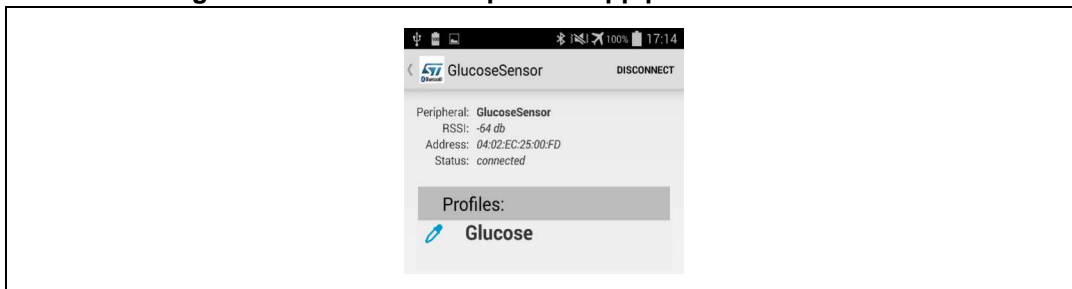 100% 17:14
GlucoseSensor DISCONNECT
Peripheral: GlucoseSensor
RSSI: -64 db
Address: 04:02:EC:25:00:FD
Status: connected
Profiles:
Glucose